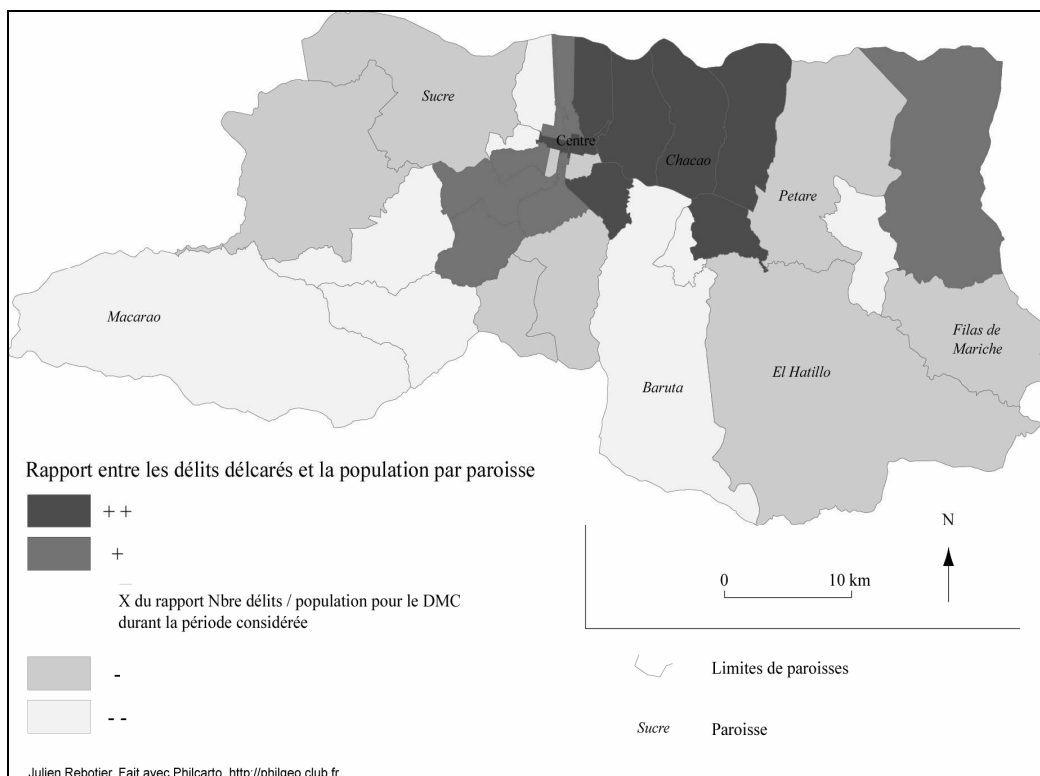 Sucre
Centre
Chacao
Petare
Macarao
Filas de
Mariche
El Hatillo
Baruta
Rapport entre les délits délcarés et la population par paroisse
+ +
+
X du rapport Nbre délits / population pour le DMC
durant la période considérée
-
- -
N
0 10 km
Limites de paroisses
Sucre Paroisse
Julien Rebotier, Fait avec Philcarto, http://philgeo.club.fr